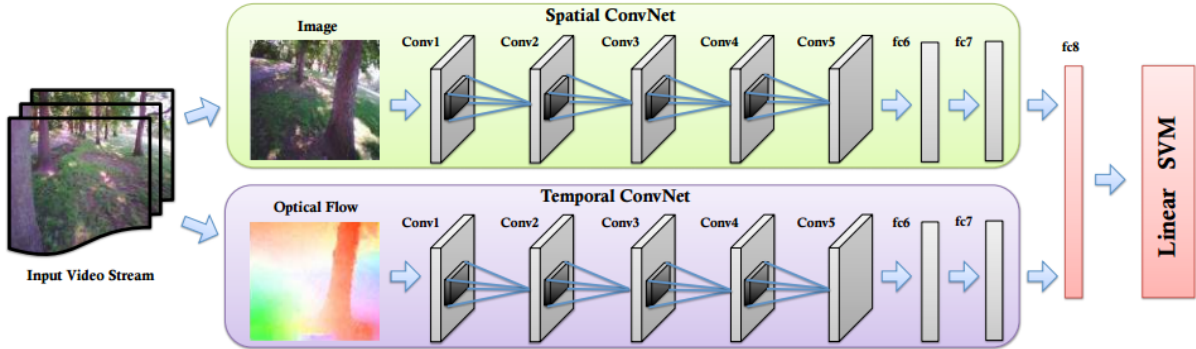 Spatial ConvNet
Image
Conv1 Conv2 Conv3 Conv4 Conv5 fc6 fc7
fc8
Input Video Stream
Linear SVM
Temporal ConvNet
Optical Flow
Conv1 Conv2 Conv3 Conv4 Conv5 fc6 fc7